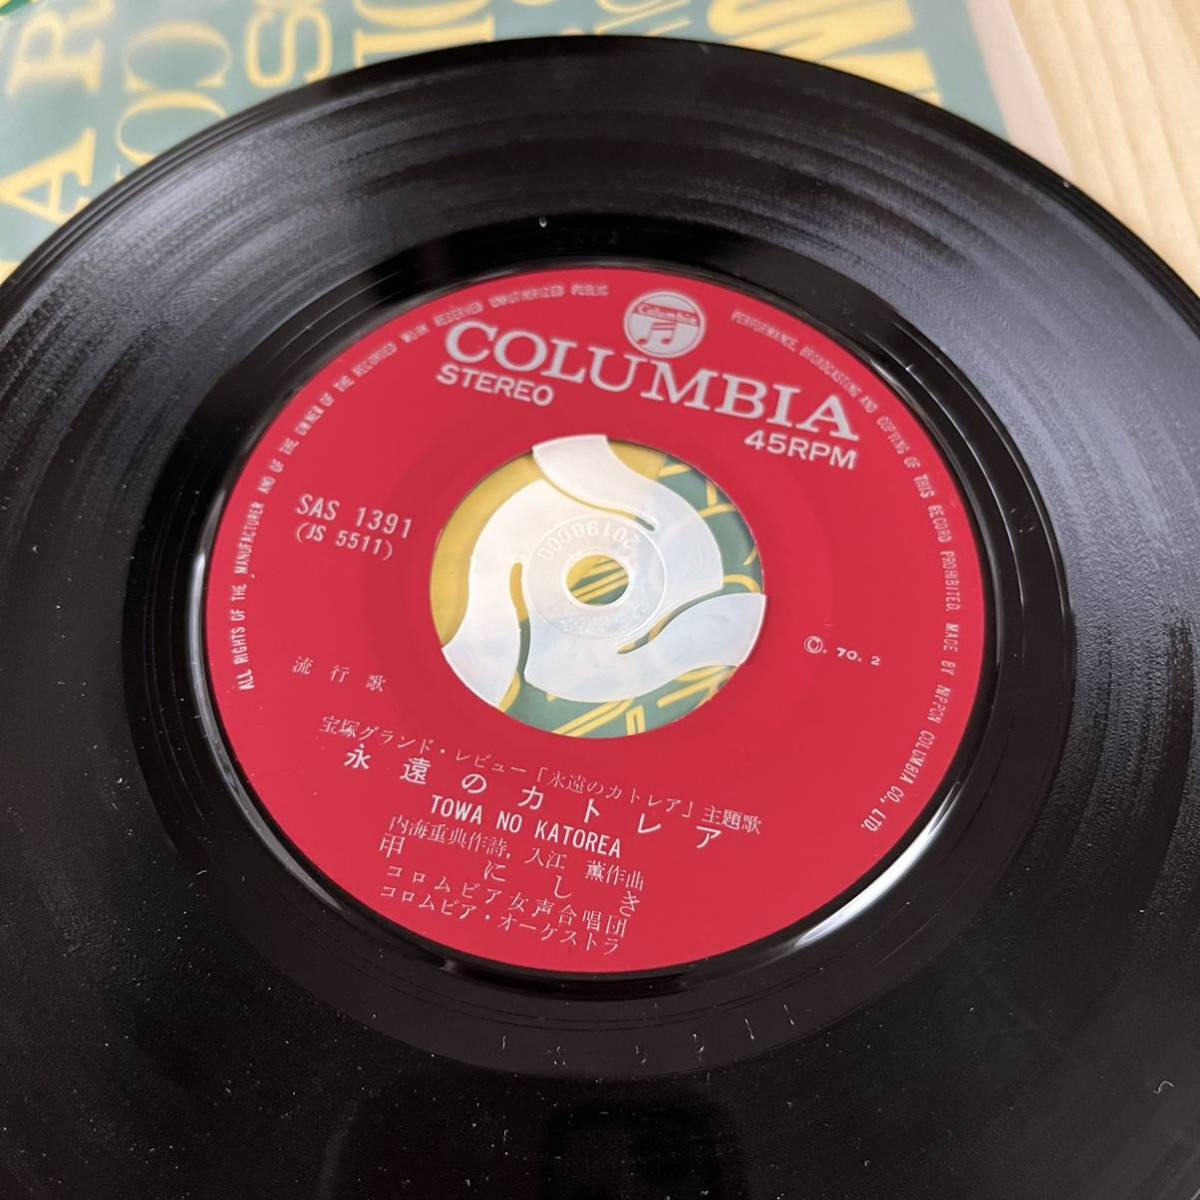 Columbia
COLUMBIA
STEREO
45RPM
SAS 1391
(JS 5511)
Ⓟ. 70. 2
流行歌
宝塚グランド・レビュー「永遠のカトレア」主題歌
永遠のカトレア
TOWA NO KATOREA
内海重典作詩, 入江 薫作曲
甲にしき
コロムビア女声合唱団
コロムビア・オーケストラ
ALL RIGHTS OF THE MANUFACTURER AND OF THE OWNER OF THE RECORDED WORK RESERVED UNAUTHORIZED PUBLIC PERFORMANCE, BROADCASTING AND COPYING OF THIS RECORD PROHIBITED. MADE BY NIPPON COLUMBIA CO., LTD.